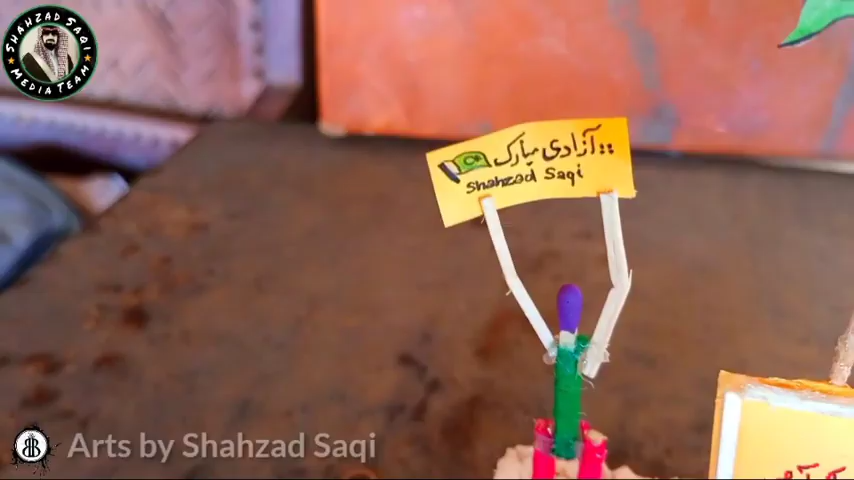 SHAHZAD SAQI
MEDIA TEAM
آزادی مبارک
Shahzad Saqi
Arts by Shahzad Saqi